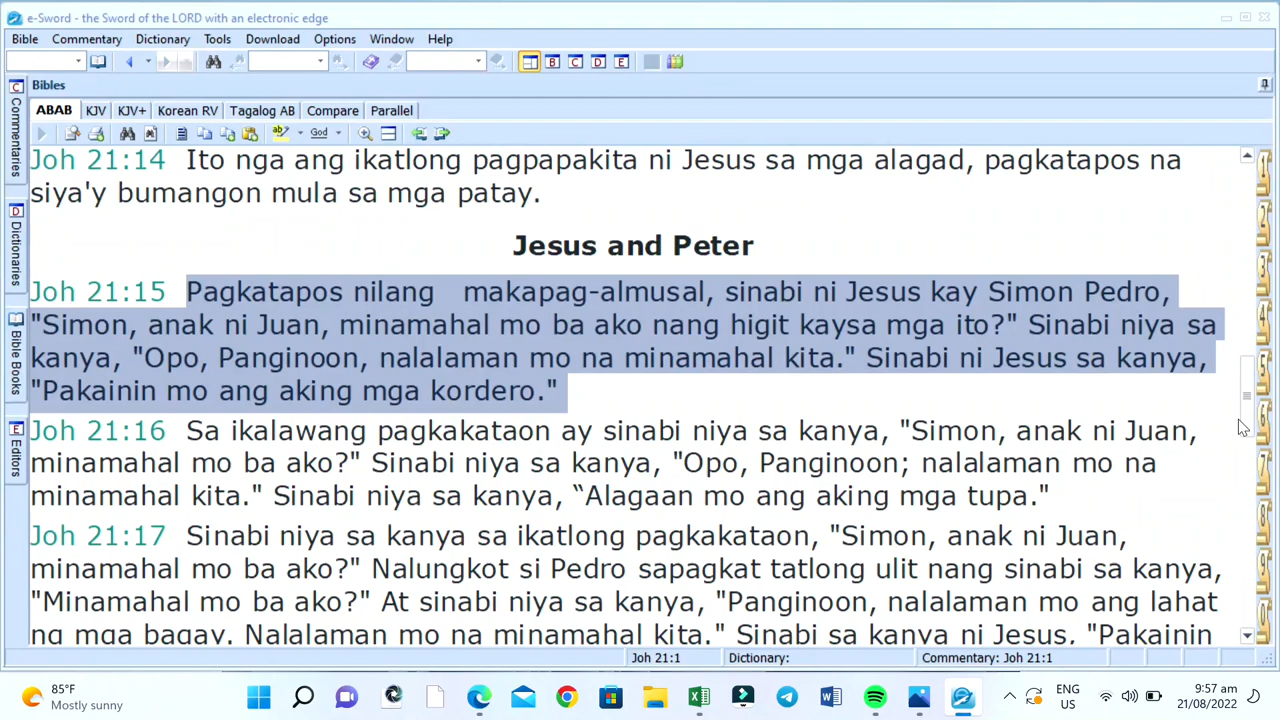 e-Sword - the Sword of the LORD with an electronic edge
Bible Commentary Dictionary Tools Download Options Window Help
B C D E
Bibles
ABAB KJV KJV+ Korean RV Tagalog AB Compare Parallel
God
C Commentaries
D Dictionaries
Bible Books
E Editors
Joh 21:14 Ito nga ang ikatlong pagpapakita ni Jesus sa mga alagad, pagkatapos na
siya'y bumangon mula sa mga patay.
Jesus and Peter
Joh 21:15 Pagkatapos nilang makapag-almusal, sinabi ni Jesus kay Simon Pedro,
"Simon, anak ni Juan, minamahal mo ba ako nang higit kaysa mga ito?" Sinabi niya sa
kanya, "Opo, Panginoon, nalalaman mo na minamahal kita." Sinabi ni Jesus sa kanya,
"Pakainin mo ang aking mga kordero."
Joh 21:16 Sa ikalawang pagkakataon ay sinabi niya sa kanya, "Simon, anak ni Juan,
minamahal mo ba ako?" Sinabi niya sa kanya, "Opo, Panginoon; nalalaman mo na
minamahal kita." Sinabi niya sa kanya, “Alagaan mo ang aking mga tupa."
Joh 21:17 Sinabi niya sa kanya sa ikatlong pagkakataon, "Simon, anak ni Juan,
minamahal mo ba ako?" Nalungkot si Pedro sapagkat tatlong ulit nang sinabi sa kanya,
"Minamahal mo ba ako?" At sinabi niya sa kanya, "Panginoon, nalalaman mo ang lahat
ng mga bagay. Nalalaman mo na minamahal kita." Sinabi sa kanya ni Jesus, "Pakainin
1
2
3
4
5
6
7
8
9
0
Joh 21:1 Dictionary: Commentary: Joh 21:1
85°F
Mostly sunny
ENG
US
9:57 am
21/08/2022